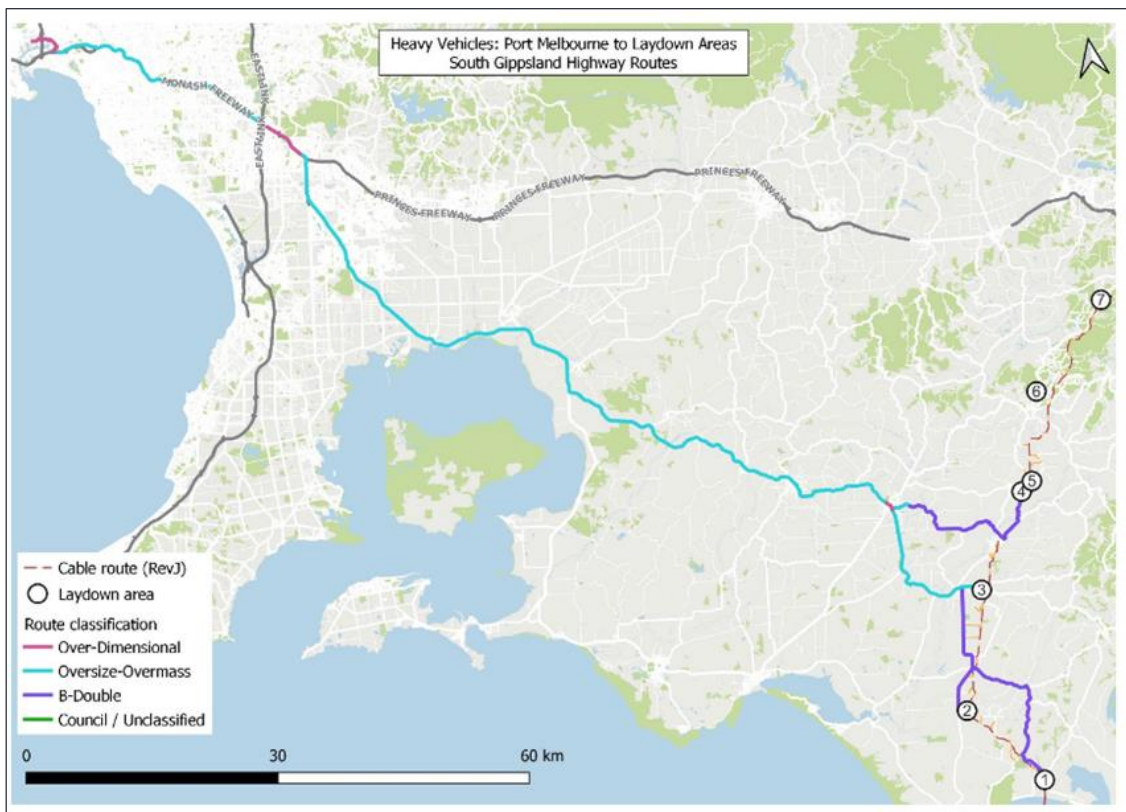 Heavy Vehicles: Port Melbourne to Laydown Areas
South Gippsland Highway Routes
EASTLINK
MONASH FREEWAY
EASTLINK
PRINCES FREEWAY
PRINCES FREEWAY
PRINCES FREEWAY
7
6
5
4
3
2
1
Cable route (RevJ)
Laydown area
Route classification
Over-Dimensional
Oversize-Overmass
B-Double
Council / Unclassified
0 30 60 km